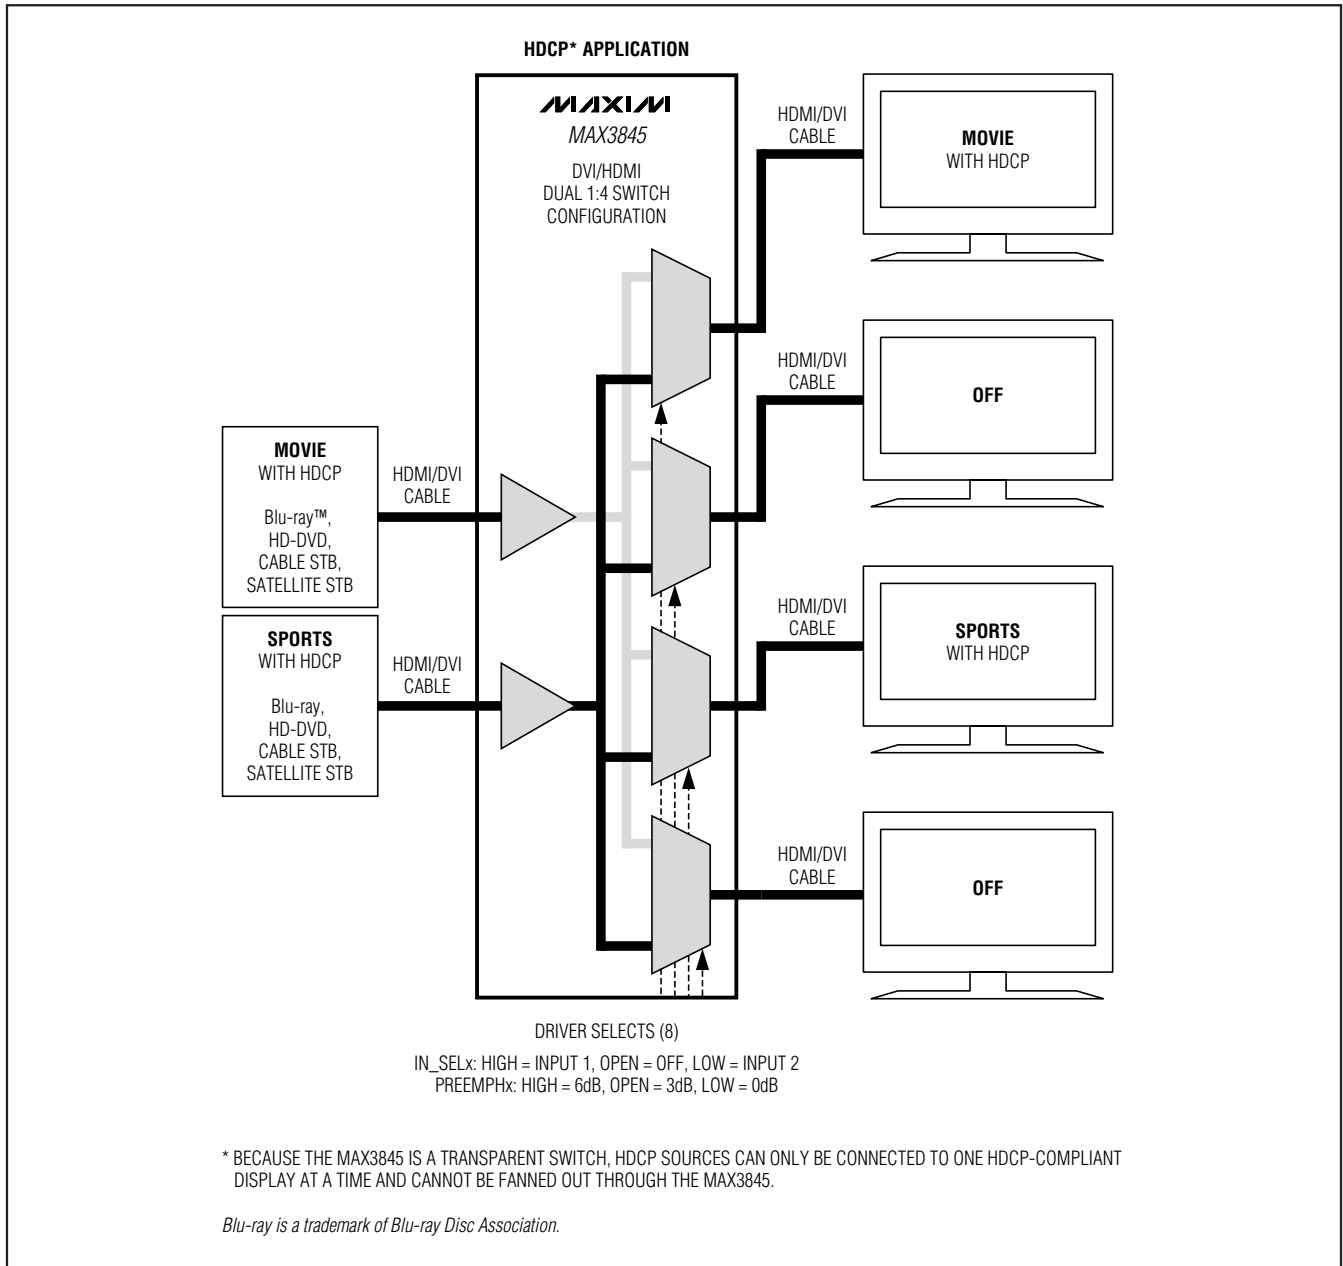 HDCP* APPLICATION
MAXIM
MAX3845
DVI/HDMI
DUAL 1:4 SWITCH
CONFIGURATION
HDMI/DVI
CABLE
MOVIE
WITH HDCP
HDMI/DVI
CABLE
OFF
MOVIE
WITH HDCP
Blu-ray™,
HD-DVD,
CABLE STB,
SATELLITE STB
HDMI/DVI
CABLE
SPORTS
WITH HDCP
Blu-ray,
HD-DVD,
CABLE STB,
SATELLITE STB
HDMI/DVI
CABLE
HDMI/DVI
CABLE
SPORTS
WITH HDCP
HDMI/DVI
CABLE
OFF
DRIVER SELECTS (8)
IN_SELx: HIGH = INPUT 1, OPEN = OFF, LOW = INPUT 2
PREEMPHx: HIGH = 6dB, OPEN = 3dB, LOW = 0dB
* BECAUSE THE MAX3845 IS A TRANSPARENT SWITCH, HDCP SOURCES CAN ONLY BE CONNECTED TO ONE HDCP-COMPLIANT
DISPLAY AT A TIME AND CANNOT BE FANNED OUT THROUGH THE MAX3845.
Blu-ray is a trademark of Blu-ray Disc Association.